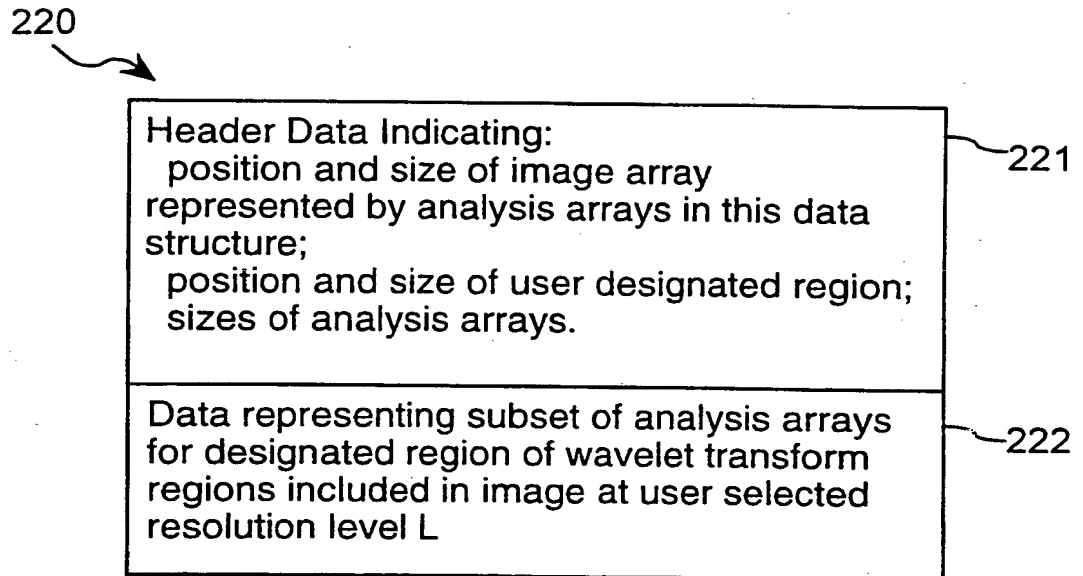 220
Header Data Indicating:
position and size of image array
represented by analysis arrays in this data
structure;
position and size of user designated region;
sizes of analysis arrays.
221
Data representing subset of analysis arrays
for designated region of wavelet transform
regions included in image at user selected
resolution level L
222